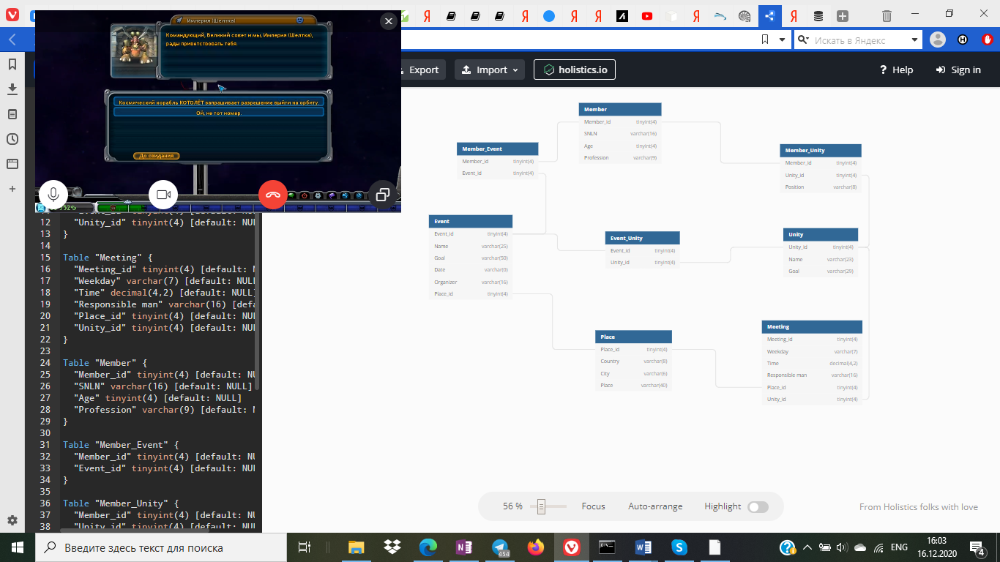 Искать в Яндекс
Империя (Шелтка)
Командующий, Великий совет и мы, Империя (Шелтка),
рады приветствовать тебя.
Космический корабль КОТОЛЁТ запрашивает разрешение выйти на орбиту.
Ой, не тот номер.
До свидания
Export
Import
holistics.io
Help
Sign in
12 "Unity_id" tinyint(4) [default: NUL
13 }
14
15 Table "Meeting" {
16 "Meeting_id" tinyint(4) [default: N
17 "Weekday" varchar(7) [default: NULL
18 "Time" decimal(4,2) [default: NULL]
19 "Responsible man" varchar(16) [defa
20 "Place_id" tinyint(4) [default: NUL
21 "Unity_id" tinyint(4) [default: NUL
22 }
23
24 Table "Member" {
25 "Member_id" tinyint(4) [default: NU
26 "SNLN" varchar(16) [default: NULL]
27 "Age" tinyint(4) [default: NULL]
28 "Profession" varchar(9) [default: N
29 }
30
31 Table "Member_Event" {
32 "Member_id" tinyint(4) [default: NU
33 "Event_id" tinyint(4) [default: NUL
34 }
35
36 Table "Member_Unity" {
37 "Member_id" tinyint(4) [default: NU
38 "Unity_id" tinyint(4) [default: NUL
Member
Member_id tinyint(4)
SNLN varchar(16)
Age tinyint(4)
Profession varchar(9)
Member_Event
Member_id tinyint(4)
Event_id tinyint(4)
Member_Unity
Member_id tinyint(4)
Unity_id tinyint(4)
Position varchar(8)
Event
Event_id tinyint(4)
Name varchar(25)
Goal varchar(50)
Date varchar(0)
Organizer varchar(16)
Place_id tinyint(4)
Event_Unity
Event_id tinyint(4)
Unity_id tinyint(4)
Unity
Unity_id tinyint(4)
Name varchar(23)
Goal varchar(29)
Place
Place_id tinyint(4)
Country varchar(8)
City varchar(6)
Place varchar(40)
Meeting
Meeting_id tinyint(4)
Weekday varchar(7)
Time decimal(4,2)
Responsible man varchar(16)
Place_id tinyint(4)
Unity_id tinyint(4)
56 %
Focus
Auto-arrange
Highlight
From Holistics folks with love
Введите здесь текст для поиска
454
ENG
16:03
16.12.2020
4